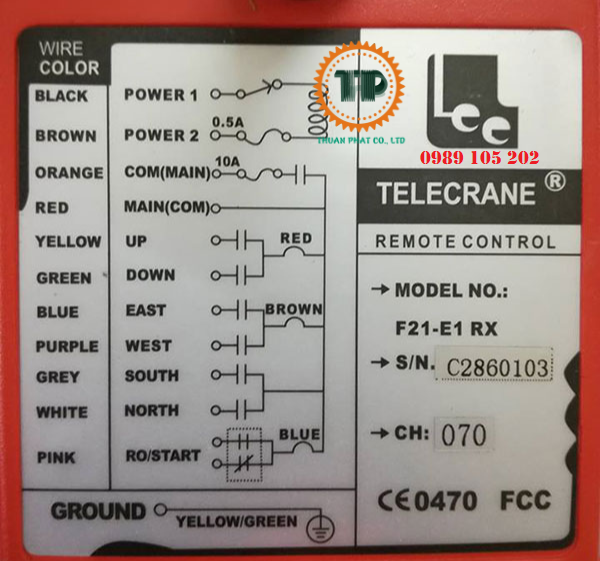 WIRE
COLOR
BLACK POWER 1
BROWN POWER 2 0.5A
ORANGE COM(MAIN) 10A
RED MAIN(COM)
YELLOW UP RED
GREEN DOWN
BLUE EAST BROWN
PURPLE WEST
GREY SOUTH
WHITE NORTH
PINK RO/START BLUE
GROUND YELLOW/GREEN
TP
THUAN PHAT CO., LTD
Lee
0989 105 202
TELECRANE ®
REMOTE CONTROL
→ MODEL NO.:
F21-E1 RX
→ S/N. C2860103
→ CH: 070
CE0470 FCC